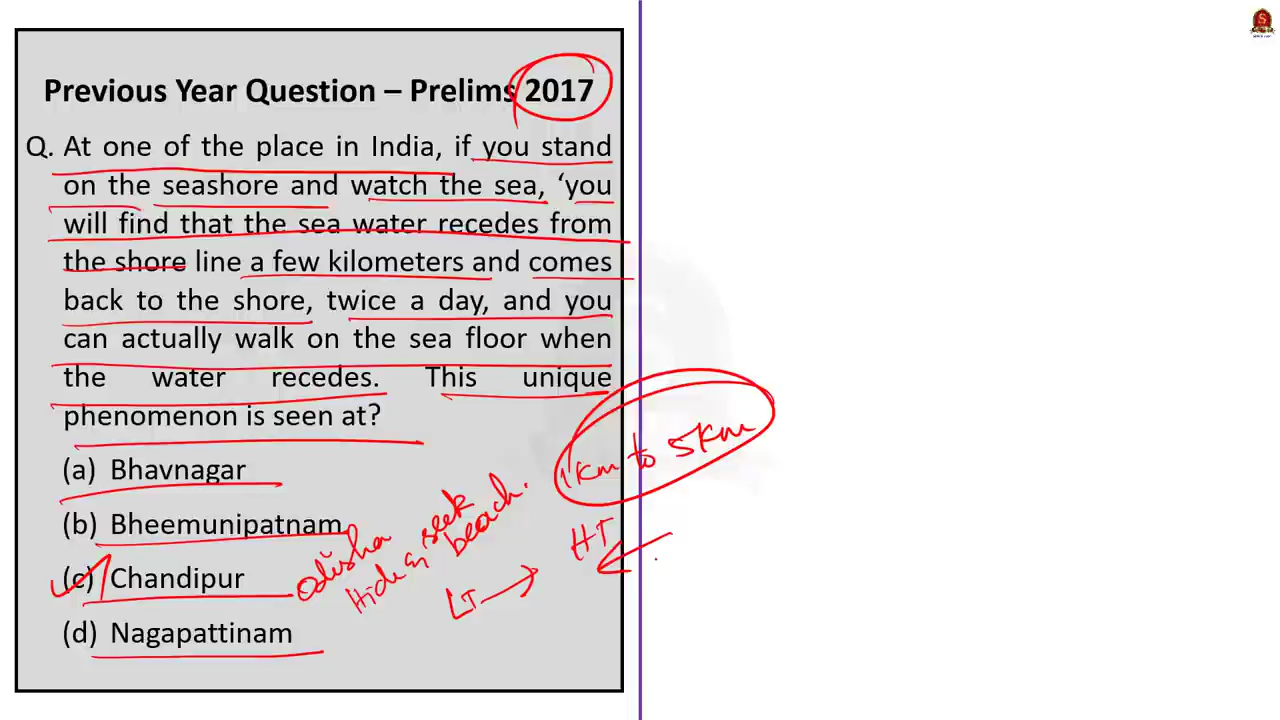 Previous Year Question – Prelims 2017
Q. At one of the place in India, if you stand
on the seashore and watch the sea, ‘you
will find that the sea water recedes from
the shore line a few kilometers and comes
back to the shore, twice a day, and you
can actually walk on the sea floor when
the water recedes. This unique
phenomenon is seen at?
(a) Bhavnagar
(b) Bheemunipatnam
(c) Chandipur
(d) Nagapattinam
odisha
Hide & seek
beach.
1km to 5km
HT
LT